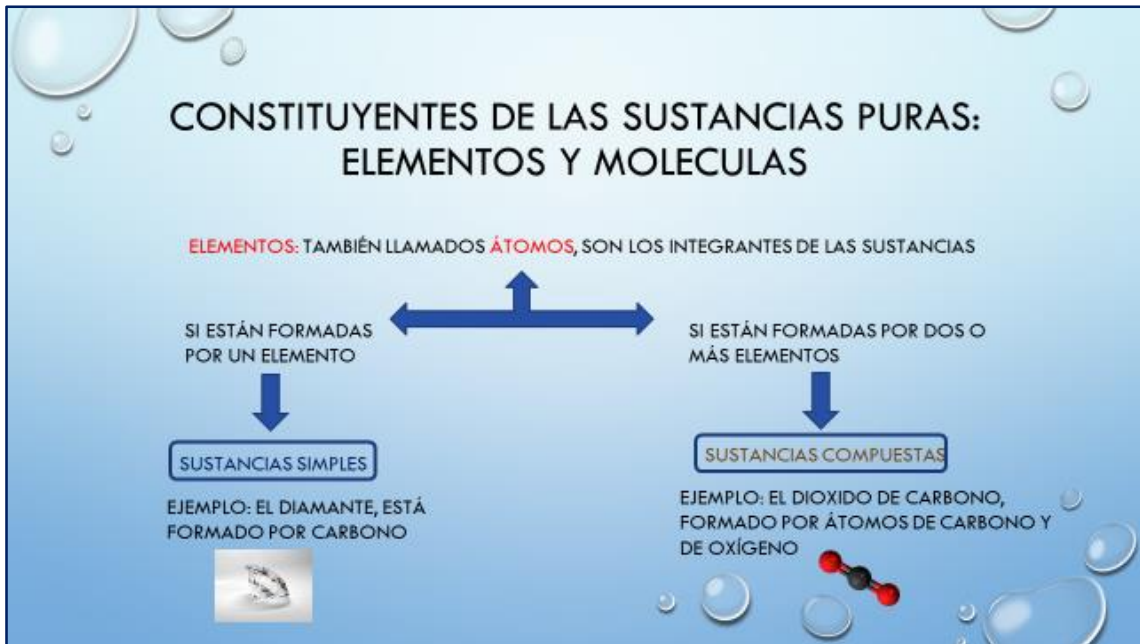 CONSTITUYENTES DE LAS SUSTANCIAS PURAS:
ELEMENTOS Y MOLECULAS
ELEMENTOS: TAMBIÉN LLAMADOS ÁTOMOS, SON LOS INTEGRANTES DE LAS SUSTANCIAS
SI ESTÁN FORMADAS
POR UN ELEMENTO
SUSTANCIAS SIMPLES
EJEMPLO: EL DIAMANTE, ESTÁ
FORMADO POR CARBONO
SI ESTÁN FORMADAS POR DOS O
MÁS ELEMENTOS
SUSTANCIAS COMPUESTAS
EJEMPLO: EL DIOXIDO DE CARBONO,
FORMADO POR ÁTOMOS DE CARBONO Y
DE OXÍGENO